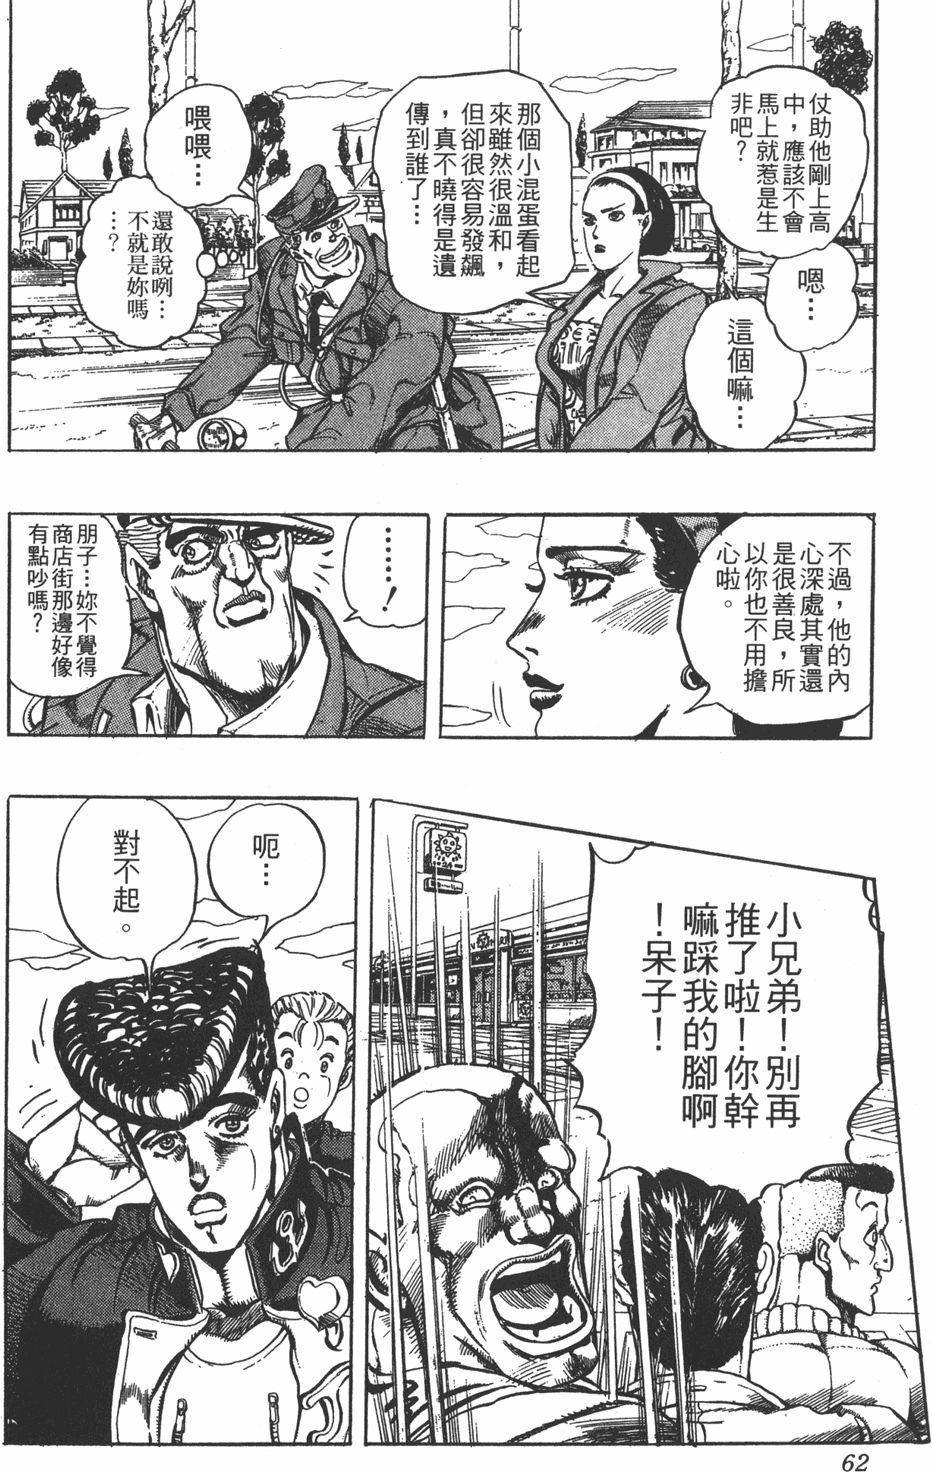 仗助他剛上高
中，應該不會
馬上就惹是生
非吧？
嗯…
這個嘛…
那個小混蛋看起
來雖然很溫和，
但卻很容易發飆
，真不曉得是遺
傳到誰了…
喂喂…
還敢說咧…
不就是妳嗎
…？
不過，他的內
心深處其實還
是很善良，所
以你也不用擔
心啦。
……！
朋子…妳不覺得
商店街那邊好像
有點吵嗎？
小兄弟！別再
推了啦！你幹
嘛踩我的腳啊
！呆子！
呃…
對不起。
62